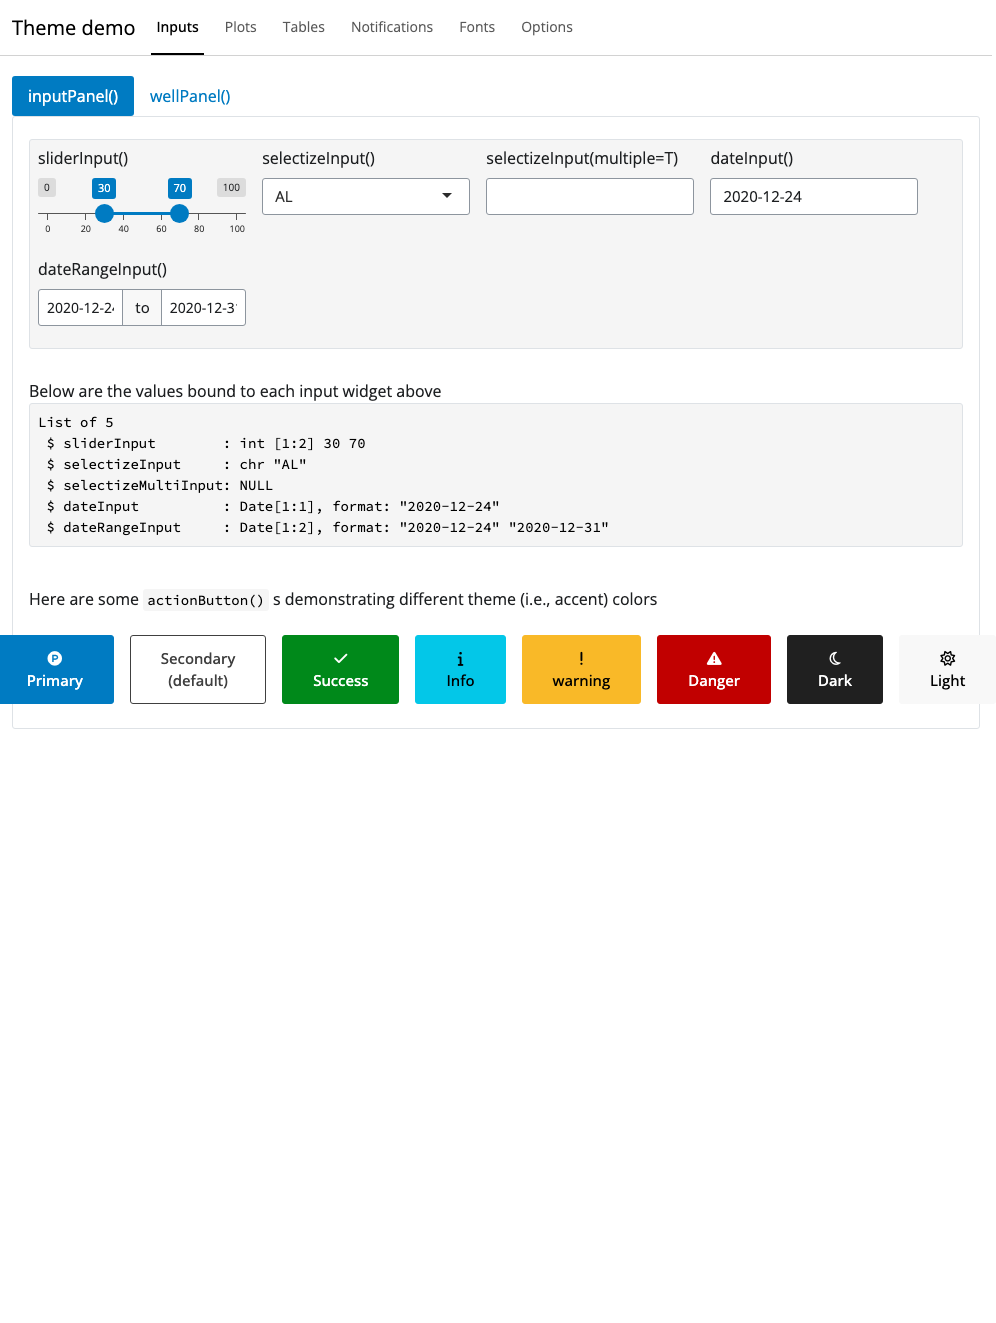 Theme demo Inputs Plots Tables Notifications Fonts Options
inputPanel() wellPanel()
sliderInput() selectizeInput() selectizeInput(multiple=T) dateInput()
0 30 70 100
AL 2020-12-24
0 20 40 60 80 100
dateRangeInput()
2020-12-24 to 2020-12-31
Below are the values bound to each input widget above
List of 5
$ sliderInput : int [1:2] 30 70
$ selectizeInput : chr "AL"
$ selectizeMultiInput: NULL
$ dateInput : Date[1:1], format: "2020-12-24"
$ dateRangeInput : Date[1:2], format: "2020-12-24" "2020-12-31"
Here are some actionButton() s demonstrating different theme (i.e., accent) colors
Primary
Secondary
(default)
Success
Info
warning
Danger
Dark
Light